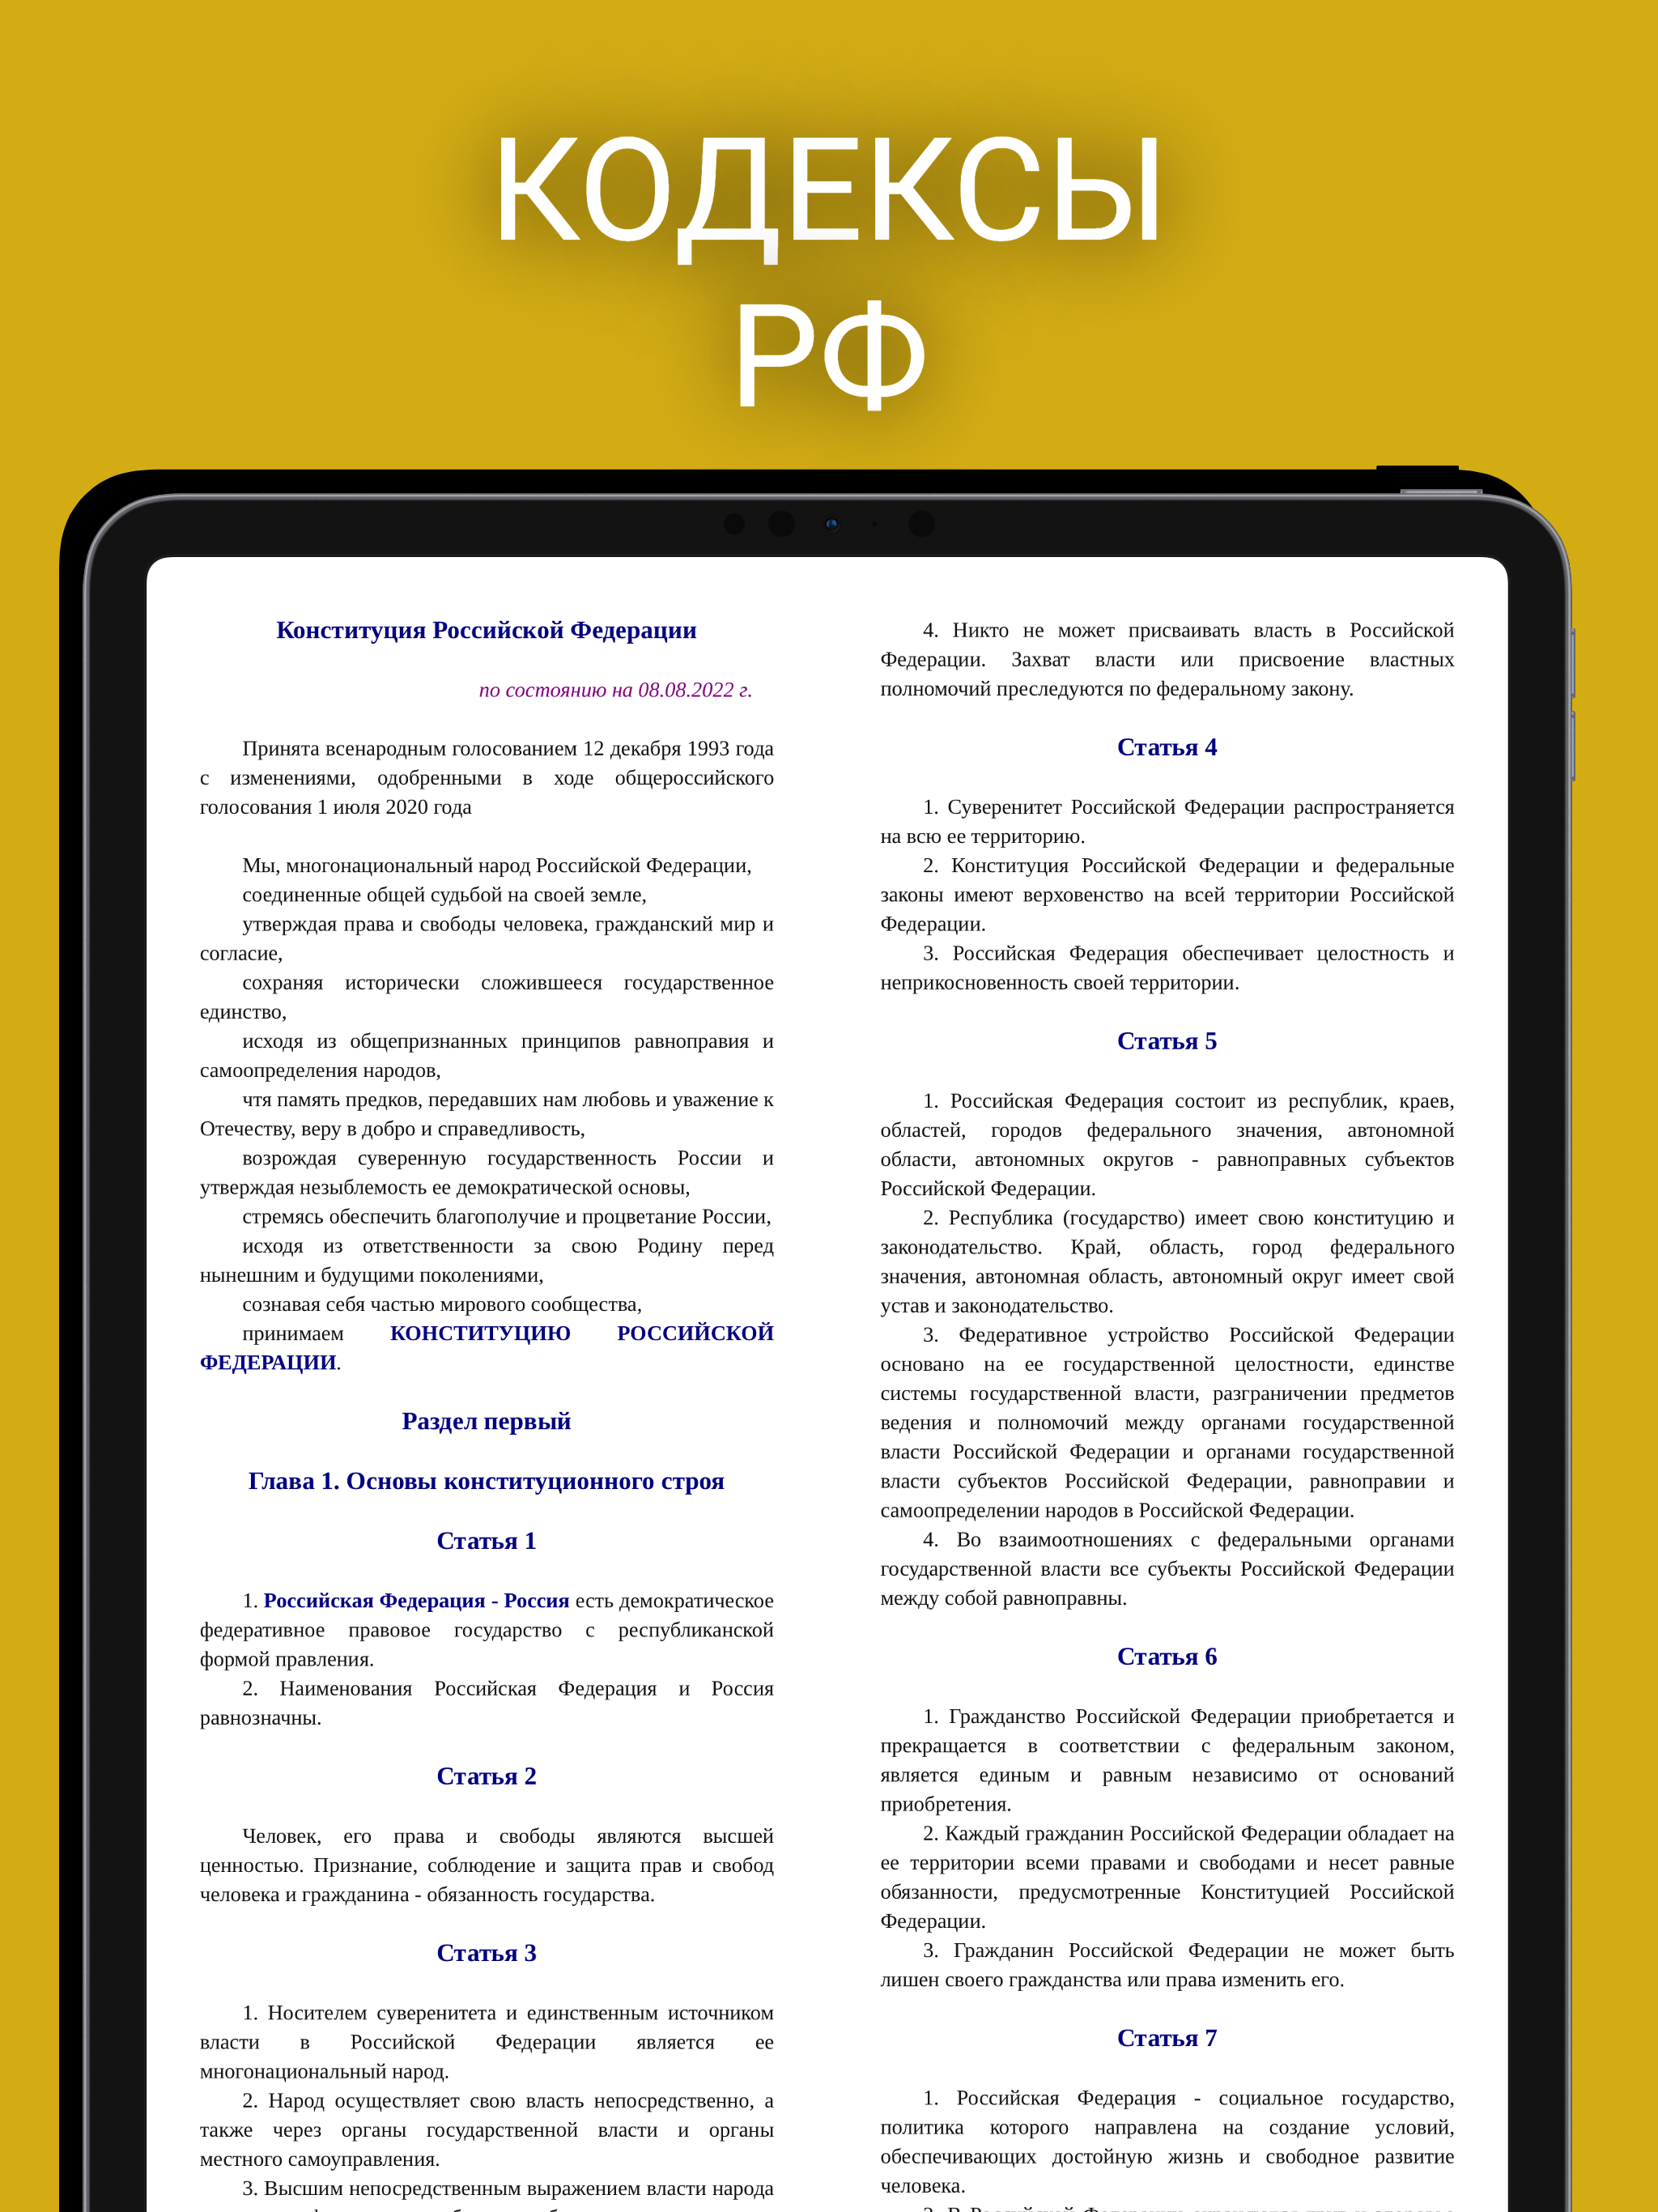 КОДЕКСЫ
РФ
Конституция Российской Федерации
по состоянию на 08.08.2022 г.
Принята всенародным голосованием 12 декабря 1993 года
с изменениями, одобренными в ходе общероссийского
голосования 1 июля 2020 года
Мы, многонациональный народ Российской Федерации,
соединенные общей судьбой на своей земле,
утверждая права и свободы человека, гражданский мир и
согласие,
сохраняя исторически сложившееся государственное
единство,
исходя из общепризнанных принципов равноправия и
самоопределения народов,
чтя память предков, передавших нам любовь и уважение к
Отечеству, веру в добро и справедливость,
возрождая суверенную государственность России и
утверждая незыблемость ее демократической основы,
стремясь обеспечить благополучие и процветание России,
исходя из ответственности за свою Родину перед
нынешним и будущими поколениями,
сознавая себя частью мирового сообщества,
принимаем КОНСТИТУЦИЮ РОССИЙСКОЙ
ФЕДЕРАЦИИ.
Раздел первый
Глава 1. Основы конституционного строя
Статья 1
1. Российская Федерация - Россия есть демократическое
федеративное правовое государство с республиканской
формой правления.
2. Наименования Российская Федерация и Россия
равнозначны.
Статья 2
Человек, его права и свободы являются высшей
ценностью. Признание, соблюдение и защита прав и свобод
человека и гражданина - обязанность государства.
Статья 3
1. Носителем суверенитета и единственным источником
власти в Российской Федерации является ее
многонациональный народ.
2. Народ осуществляет свою власть непосредственно, а
также через органы государственной власти и органы
местного самоуправления.
3. Высшим непосредственным выражением власти народа
4. Никто не может присваивать власть в Российской
Федерации. Захват власти или присвоение властных
полномочий преследуются по федеральному закону.
Статья 4
1. Суверенитет Российской Федерации распространяется
на всю ее территорию.
2. Конституция Российской Федерации и федеральные
законы имеют верховенство на всей территории Российской
Федерации.
3. Российская Федерация обеспечивает целостность и
неприкосновенность своей территории.
Статья 5
1. Российская Федерация состоит из республик, краев,
областей, городов федерального значения, автономной
области, автономных округов - равноправных субъектов
Российской Федерации.
2. Республика (государство) имеет свою конституцию и
законодательство. Край, область, город федерального
значения, автономная область, автономный округ имеет свой
устав и законодательство.
3. Федеративное устройство Российской Федерации
основано на ее государственной целостности, единстве
системы государственной власти, разграничении предметов
ведения и полномочий между органами государственной
власти Российской Федерации и органами государственной
власти субъектов Российской Федерации, равноправии и
самоопределении народов в Российской Федерации.
4. Во взаимоотношениях с федеральными органами
государственной власти все субъекты Российской Федерации
между собой равноправны.
Статья 6
1. Гражданство Российской Федерации приобретается и
прекращается в соответствии с федеральным законом,
является единым и равным независимо от оснований
приобретения.
2. Каждый гражданин Российской Федерации обладает на
ее территории всеми правами и свободами и несет равные
обязанности, предусмотренные Конституцией Российской
Федерации.
3. Гражданин Российской Федерации не может быть
лишен своего гражданства или права изменить его.
Статья 7
1. Российская Федерация - социальное государство,
политика которого направлена на создание условий,
обеспечивающих достойную жизнь и свободное развитие
человека.